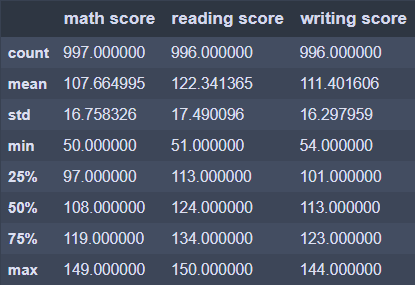 math score reading score writing score
count 997.000000 996.000000 996.000000
mean 107.664995 122.341365 111.401606
std 16.758326 17.490096 16.297959
min 50.000000 51.000000 54.000000
25% 97.000000 113.000000 101.000000
50% 108.000000 124.000000 113.000000
75% 119.000000 134.000000 123.000000
max 149.000000 150.000000 144.000000